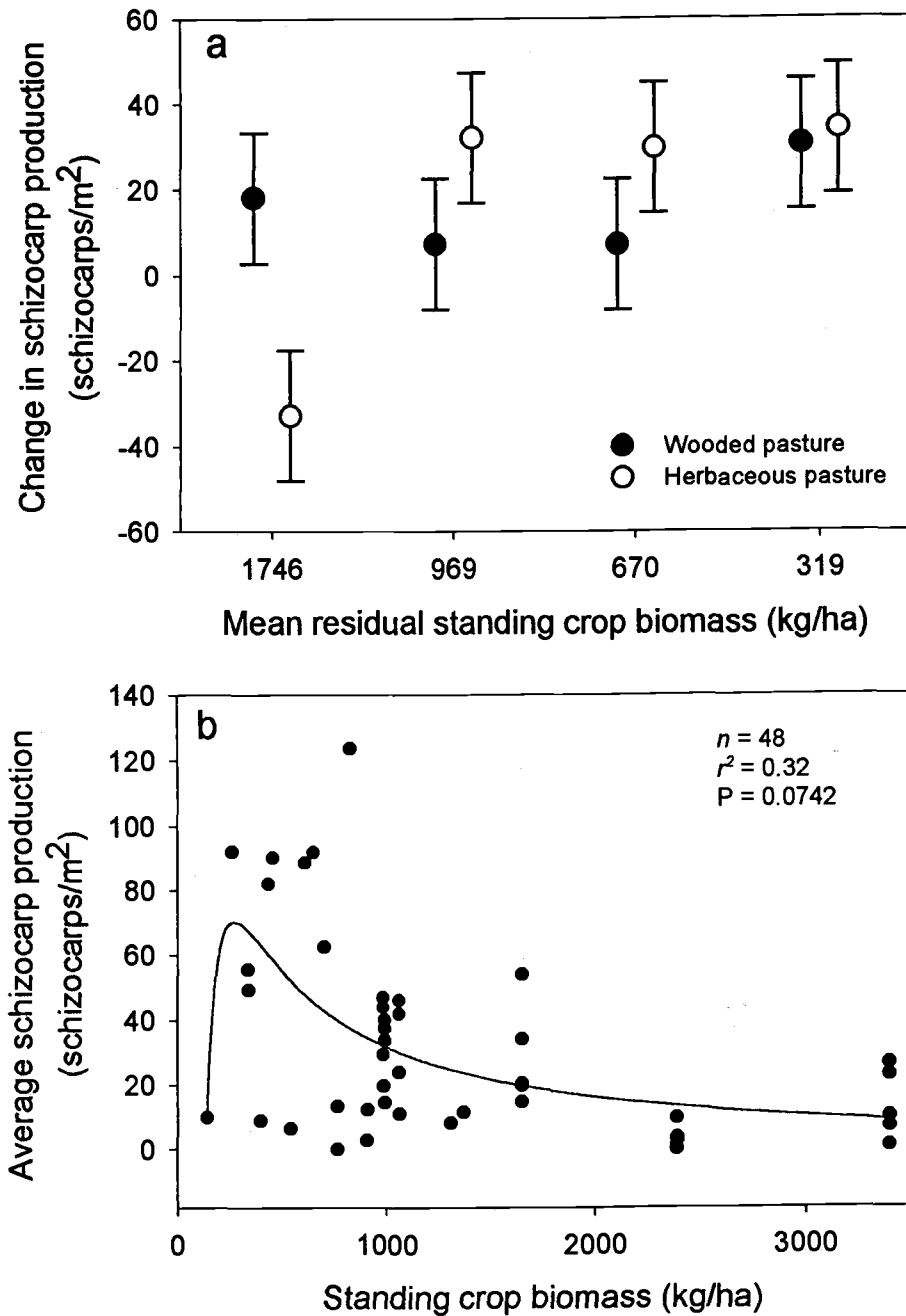 a
Change in schizocarp production
(schizocarps/m²)
60
40
20
0
-20
-40
-60
Wooded pasture
Herbaceous pasture
1746 969 670 319
Mean residual standing crop biomass (kg/ha)
b
Average schizocarp production
(schizocarps/m²)
140
120
100
80
60
40
20
0
n = 48
r² = 0.32
P = 0.0742
0 1000 2000 3000
Standing crop biomass (kg/ha)